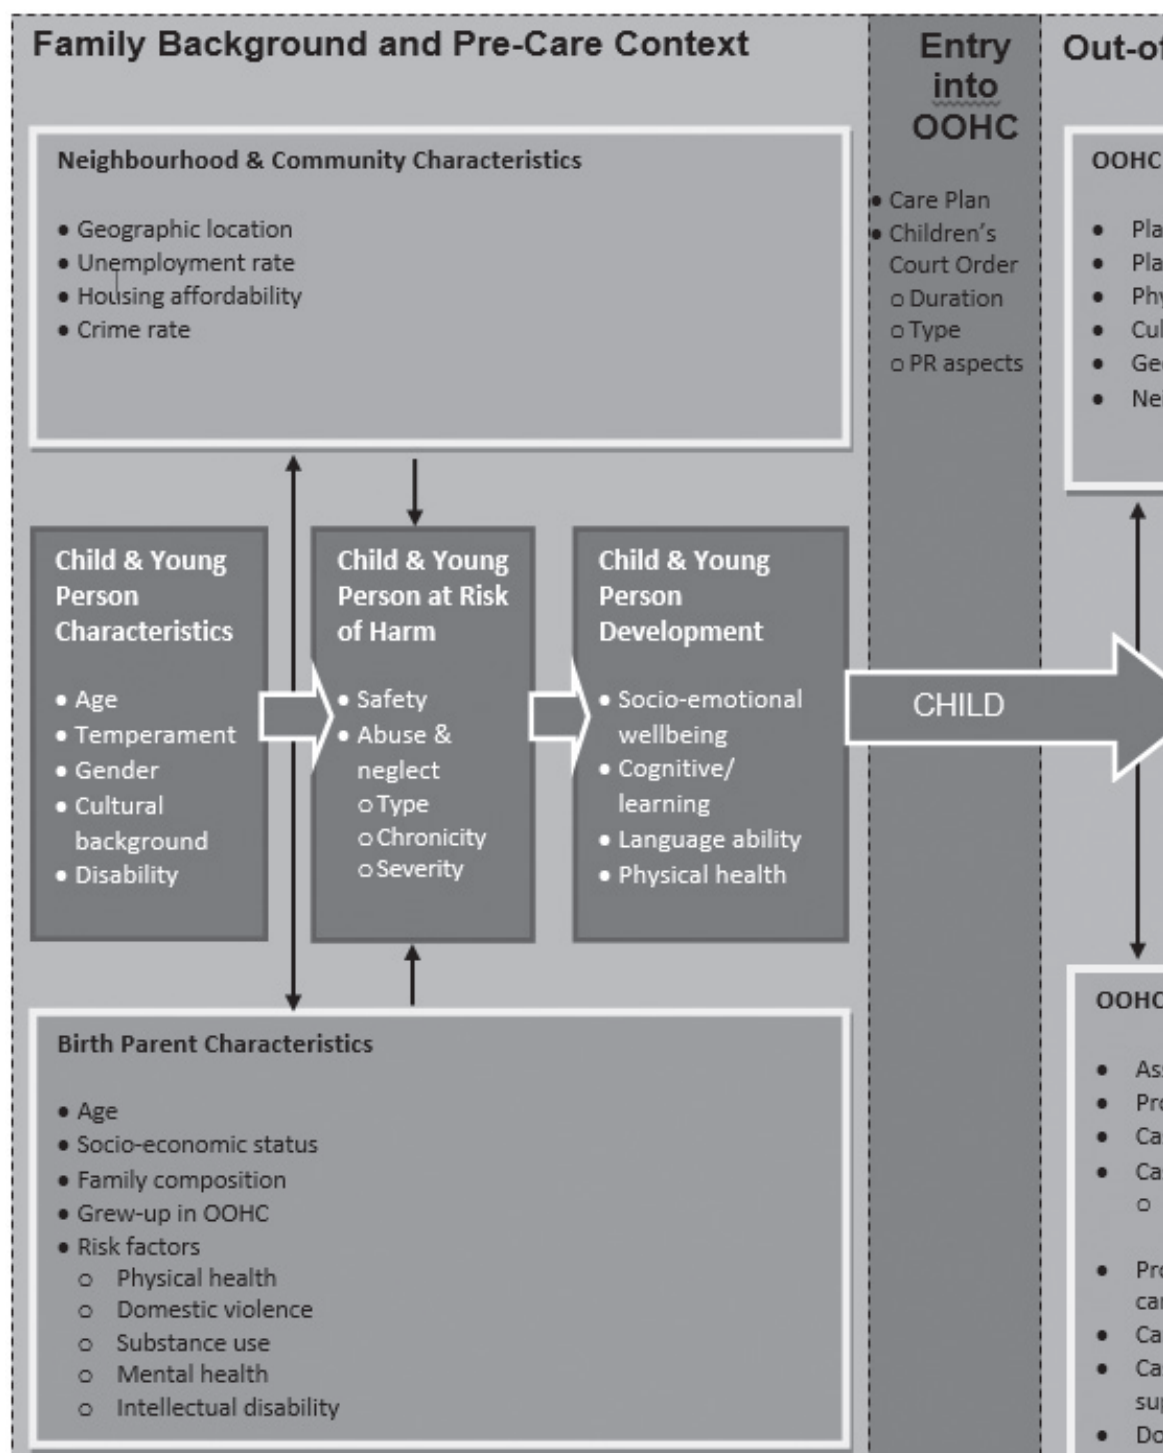 Family Background and Pre-Care Context
Neighbourhood & Community Characteristics
• Geographic location
• Unemployment rate
• Housing affordability
• Crime rate
Child & Young
Person
Characteristics
• Age
• Temperament
• Gender
• Cultural
background
• Disability
Child & Young
Person at Risk
of Harm
• Safety
• Abuse &
neglect
o Type
o Chronicity
o Severity
Child & Young
Person
Development
• Socio-emotional
wellbeing
• Cognitive/
learning
• Language ability
• Physical health
Birth Parent Characteristics
• Age
• Socio-economic status
• Family composition
• Grew-up in OOHC
• Risk factors
o Physical health
o Domestic violence
o Substance use
o Mental health
o Intellectual disability
Entry
into
OOHC
• Care Plan
• Children's
Court Order
o Duration
o Type
o PR aspects
CHILD
OOHC